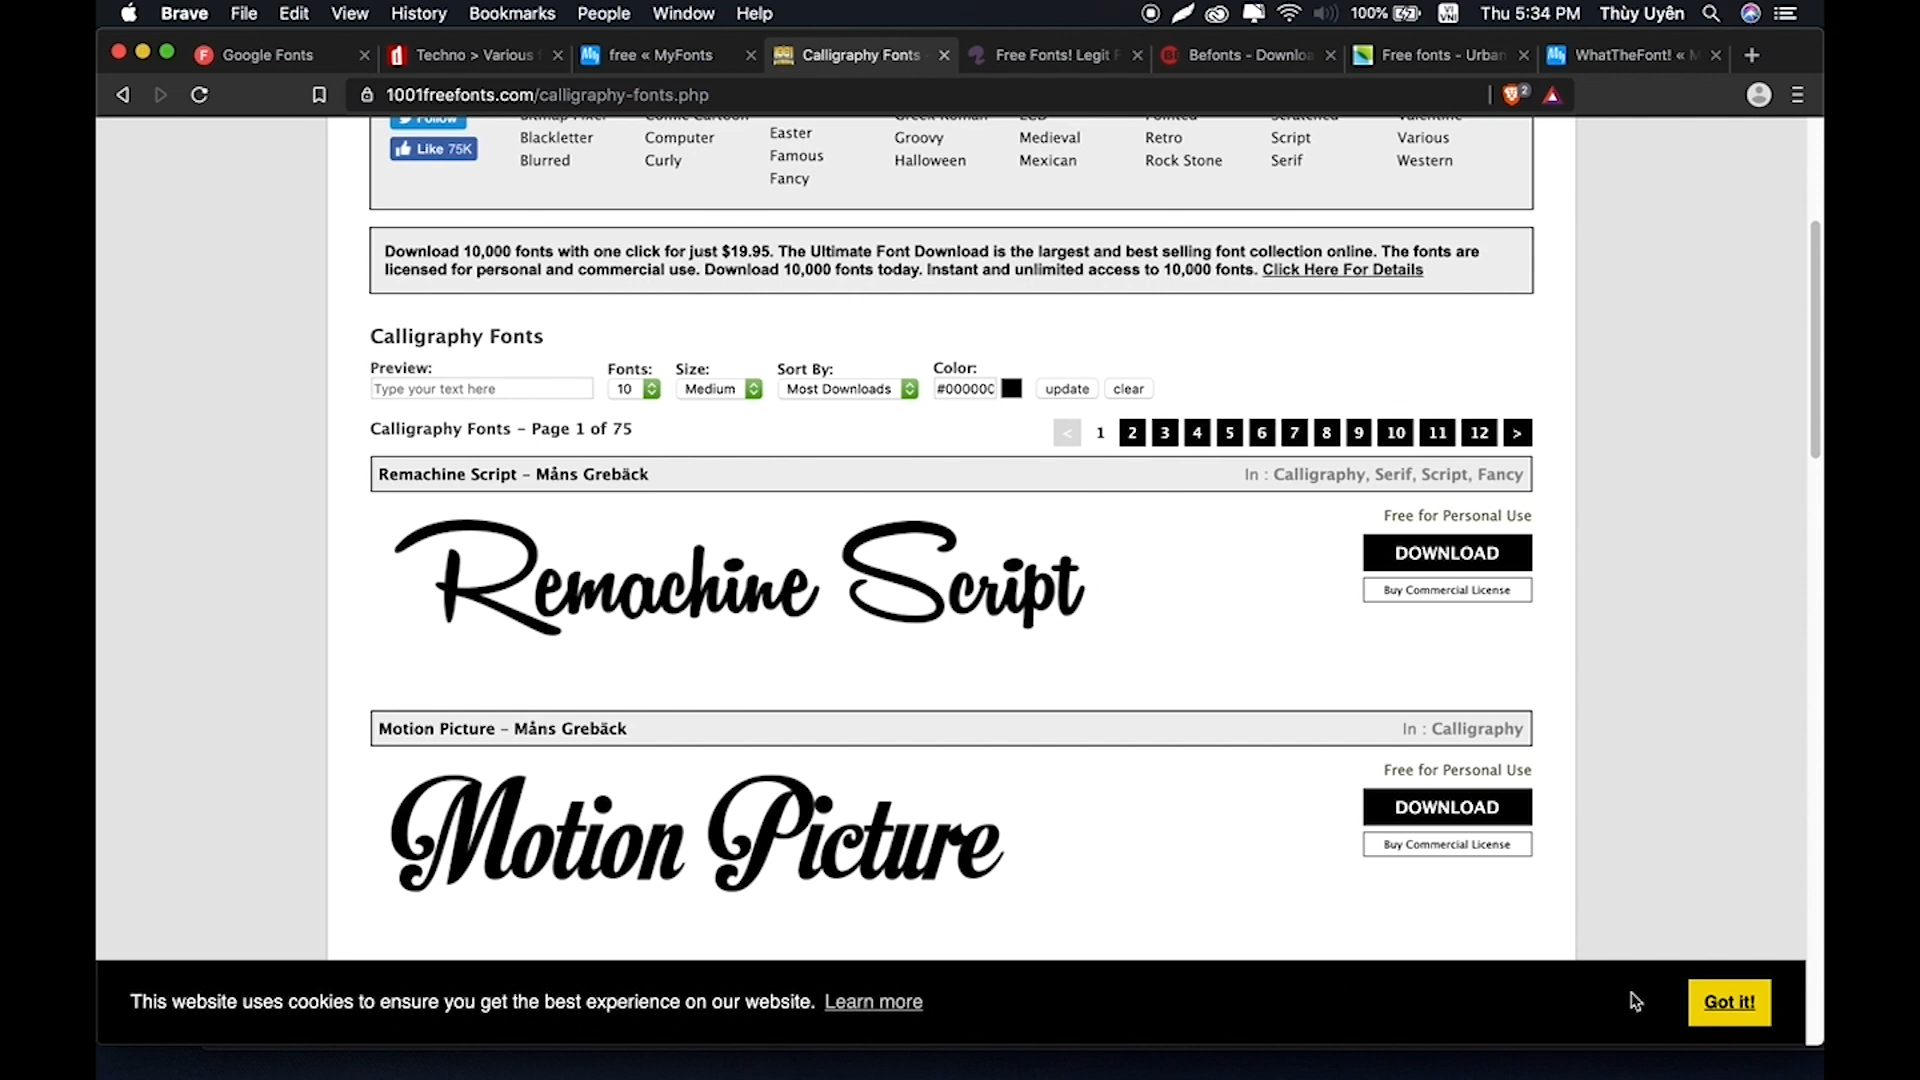 Brave File Edit View History Bookmarks People Window Help 100% VI VNI Thu 5:34 PM Thùy Uyên
Google Fonts Techno > Various free « MyFonts Calligraphy Fonts Free Fonts! Legit Befonts - Downloa Free fonts - Urban WhatTheFont! «
1001freefonts.com/calligraphy-fonts.php 2
Follow
Blackletter Computer Easter Groovy Medieval Retro Script Various
Like 75K
Blurred Curly Famous Halloween Mexican Rock Stone Serif Western
Fancy
Download 10,000 fonts with one click for just $19.95. The Ultimate Font Download is the largest and best selling font collection online. The fonts are
licensed for personal and commercial use. Download 10,000 fonts today. Instant and unlimited access to 10,000 fonts. Click Here For Details
Calligraphy Fonts
Preview: Fonts: Size: Sort By: Color:
Type your text here 10 Medium Most Downloads #00000 update clear
Calligraphy Fonts – Page 1 of 75 < 1 2 3 4 5 6 7 8 9 10 11 12 >
Remachine Script – Måns Grebäck In : Calligraphy, Serif, Script, Fancy
Free for Personal Use
Remachine Script
DOWNLOAD
Buy Commercial License
Motion Picture – Måns Grebäck In : Calligraphy
Free for Personal Use
Motion Picture
DOWNLOAD
Buy Commercial License
This website uses cookies to ensure you get the best experience on our website. Learn more Got it!